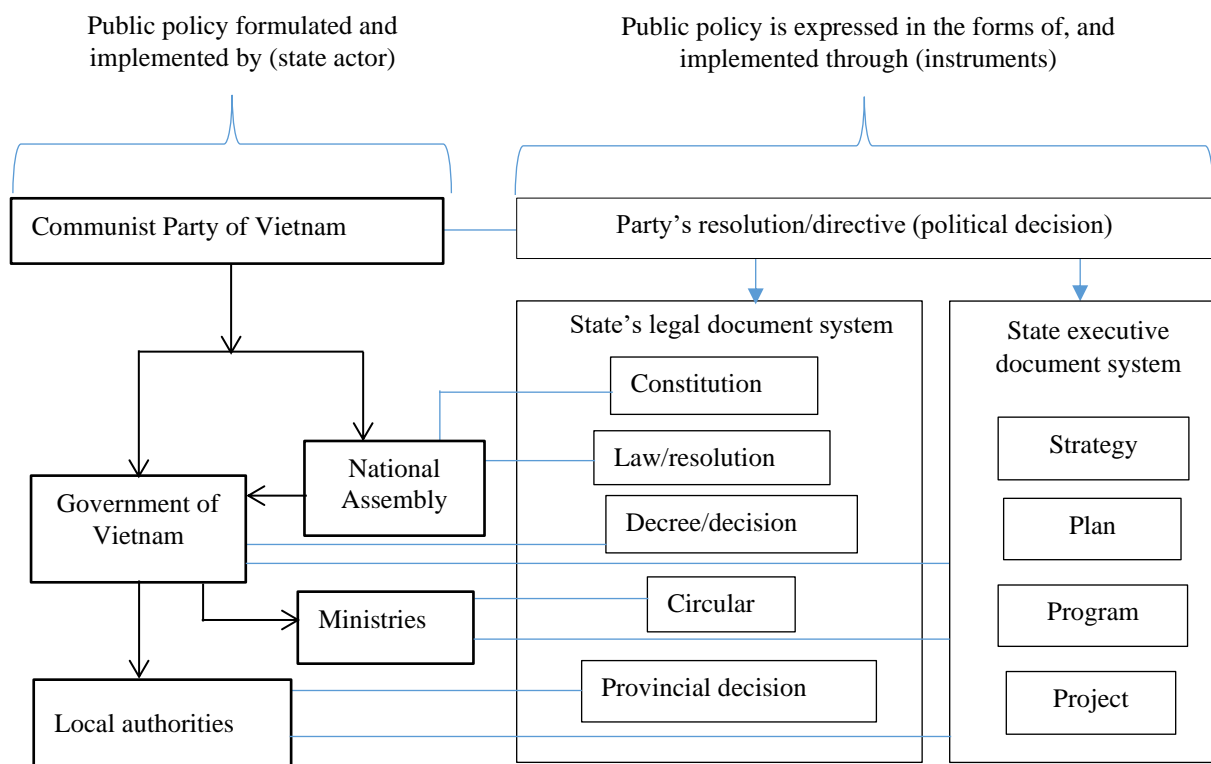 Public policy formulated and
implemented by (state actor)
Public policy is expressed in the forms of, and
implemented through (instruments)
Communist Party of Vietnam
Party’s resolution/directive (political decision)
State’s legal document system
State executive
document system
Constitution
Law/resolution
Decree/decision
Circular
Provincial decision
Strategy
Plan
Program
Project
National
Assembly
Government of
Vietnam
Ministries
Local authorities